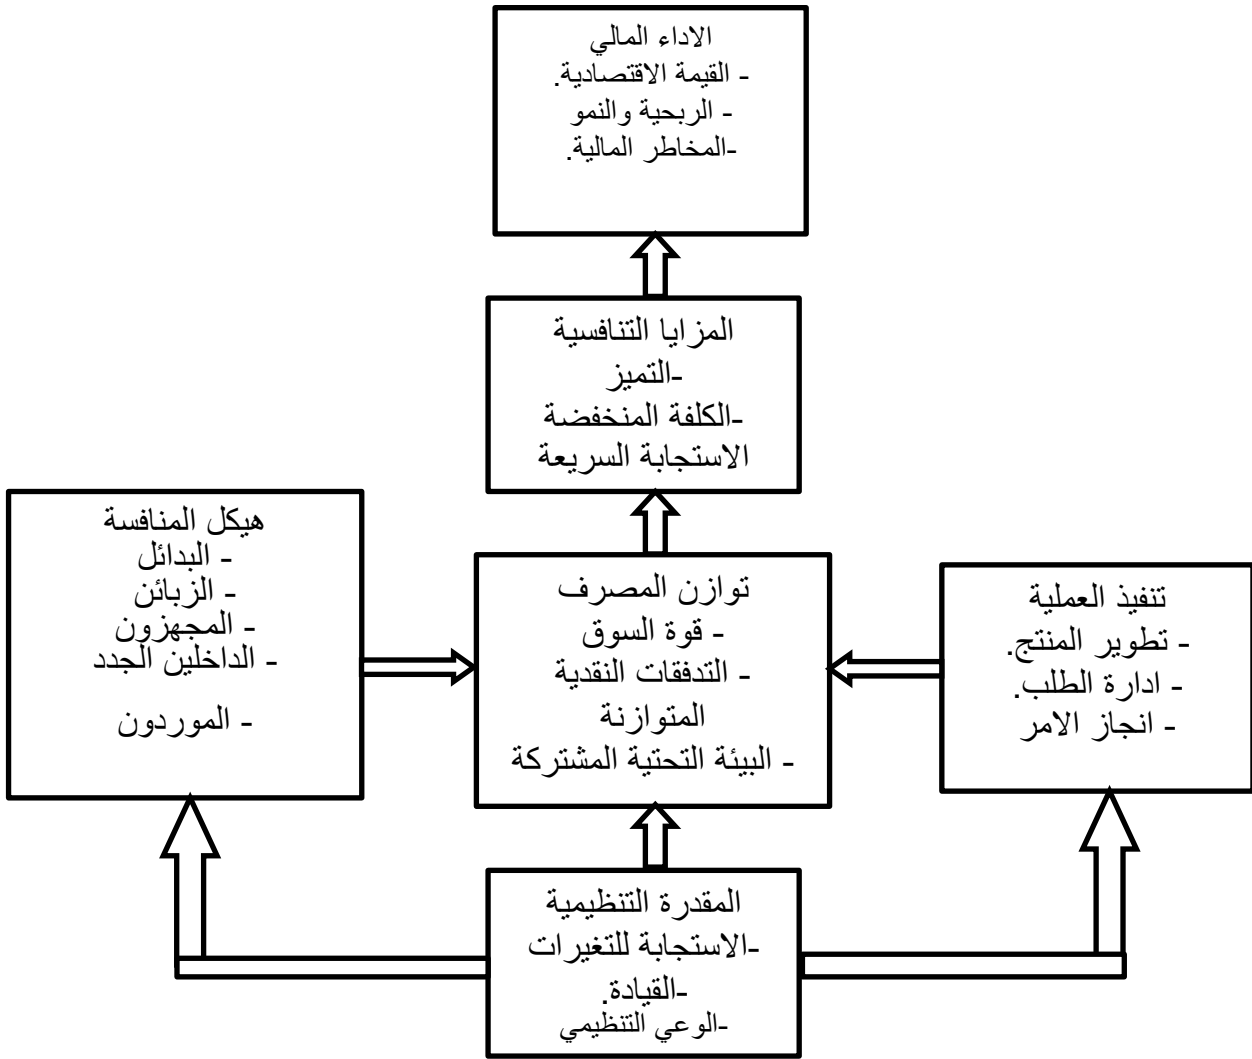 الاداء المالي
- القيمة الاقتصادية.
- الربحية والنمو
-المخاطر المالية.
المزايا التنافسية
-التميز
-الكلفة المنخفضة
الاستجابة السريعة
هيكل المنافسة
- البدائل
- الزبائن
- المجهزون
- الداخلين الجدد
- الموردون
توازن المصرف
- قوة السوق
- التدفقات النقدية
المتوازنة
- البيئة التحتية المشتركة
تنفيذ العملية
- تطوير المنتج.
- ادارة الطلب.
- انجاز الامر
المقدرة التنظيمية
-الاستجابة للتغيرات
-القيادة.
-الوعي التنظيمي